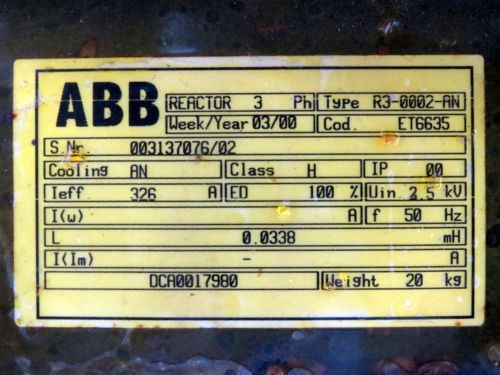 ABB
REACTOR 3 Ph Type R3-0002-AN
Week/Year 03/00 Cod. ET6635
S.Nr. 003137076/02
Cooling AN Class H IP 00
Ieff 326 A ED 100 % Uin 2.5 kV
I(w) A f 50 Hz
L 0.0338 mH
I(Im) - A
DCA0017980 Weight 20 kg